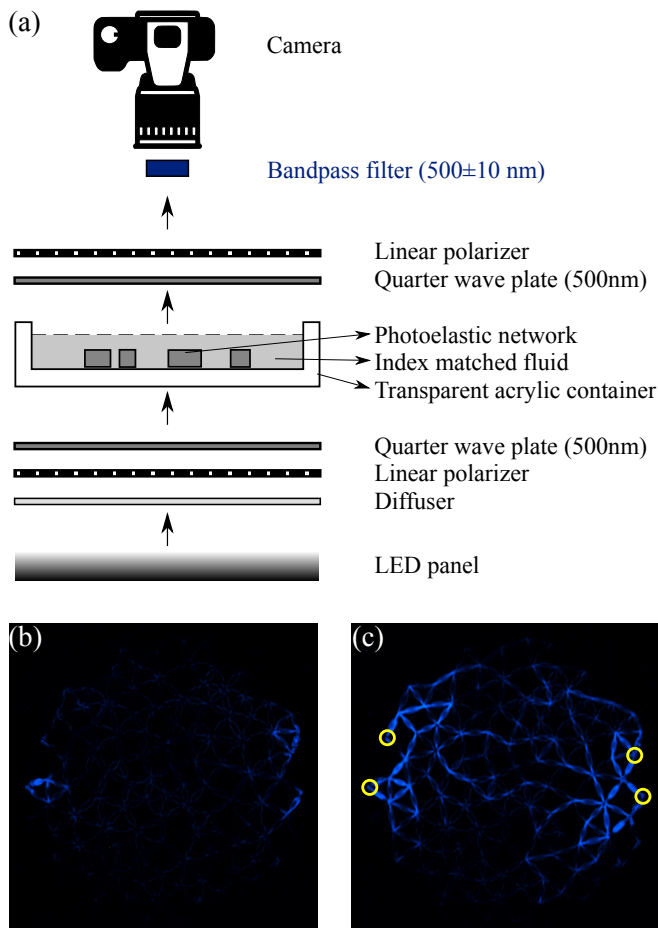 (a)
Camera
Bandpass filter (500±10 nm)
Linear polarizer
Quarter wave plate (500nm)
Photoelastic network
Index matched fluid
Transparent acrylic container
Quarter wave plate (500nm)
Linear polarizer
Diffuser
LED panel
(b)
(c)